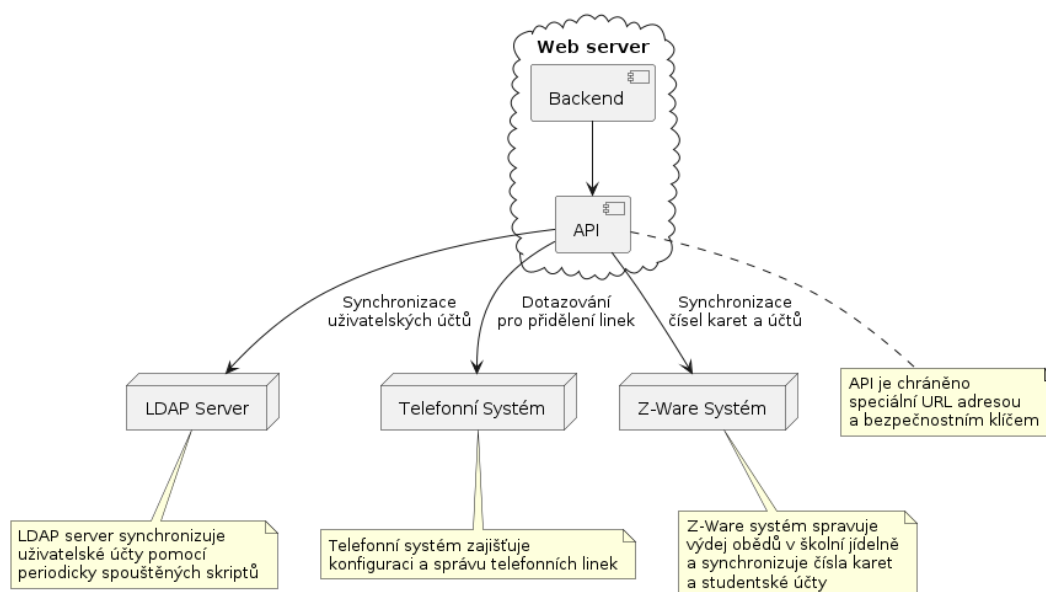 Web server
Backend
API
Synchronizace
uživatelských účtů
Dotazování
pro přidělení linek
Synchronizace
čísel karet a účtů
LDAP Server
Telefonní Systém
Z-Ware Systém
API je chráněno
speciální URL adresou
a bezpečnostním klíčem
LDAP server synchronizuje
uživatelské účty pomocí
periodicky spouštěných skriptů
Telefonní systém zajišťuje
konfiguraci a správu telefonních linek
Z-Ware systém spravuje
výdej obědů v školní jídelně
a synchronizuje čísla karet
a studentské účty